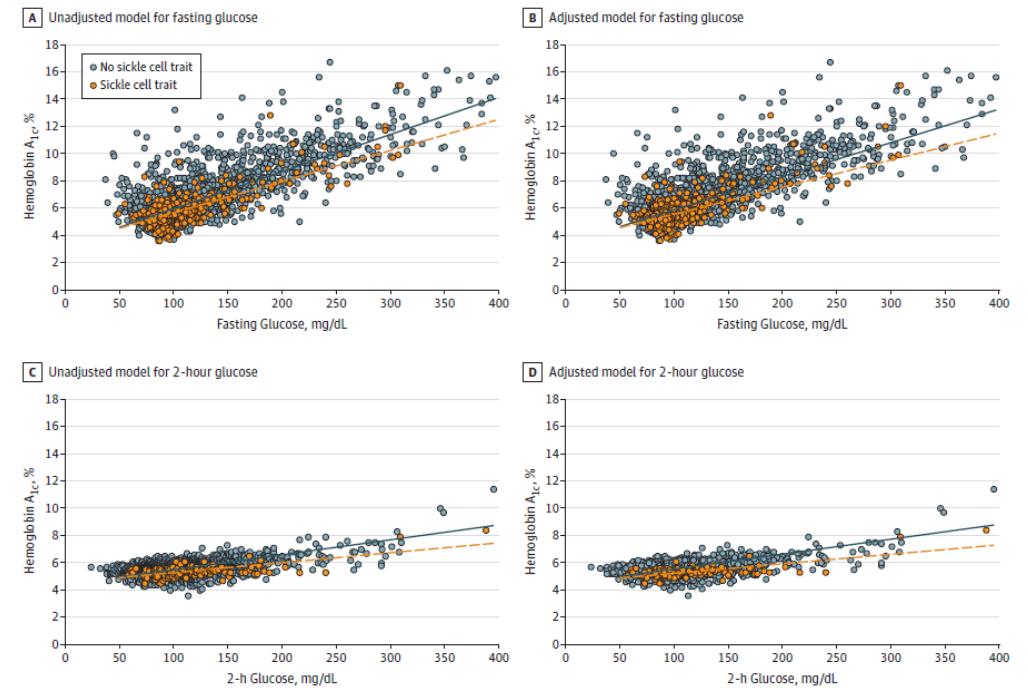 A Unadjusted model for fasting glucose
18
16
14
12
10
8
6
4
2
0
Hemoglobin A1c, %
No sickle cell trait
Sickle cell trait
0 50 100 150 200 250 300 350 400
Fasting Glucose, mg/dL
B Adjusted model for fasting glucose
18
16
14
12
10
8
6
4
2
0
Hemoglobin A1c, %
0 50 100 150 200 250 300 350 400
Fasting Glucose, mg/dL
C Unadjusted model for 2-hour glucose
18
16
14
12
10
8
6
4
2
0
Hemoglobin A1c, %
0 50 100 150 200 250 300 350 400
2-h Glucose, mg/dL
D Adjusted model for 2-hour glucose
18
16
14
12
10
8
6
4
2
0
Hemoglobin A1c, %
0 50 100 150 200 250 300 350 400
2-h Glucose, mg/dL